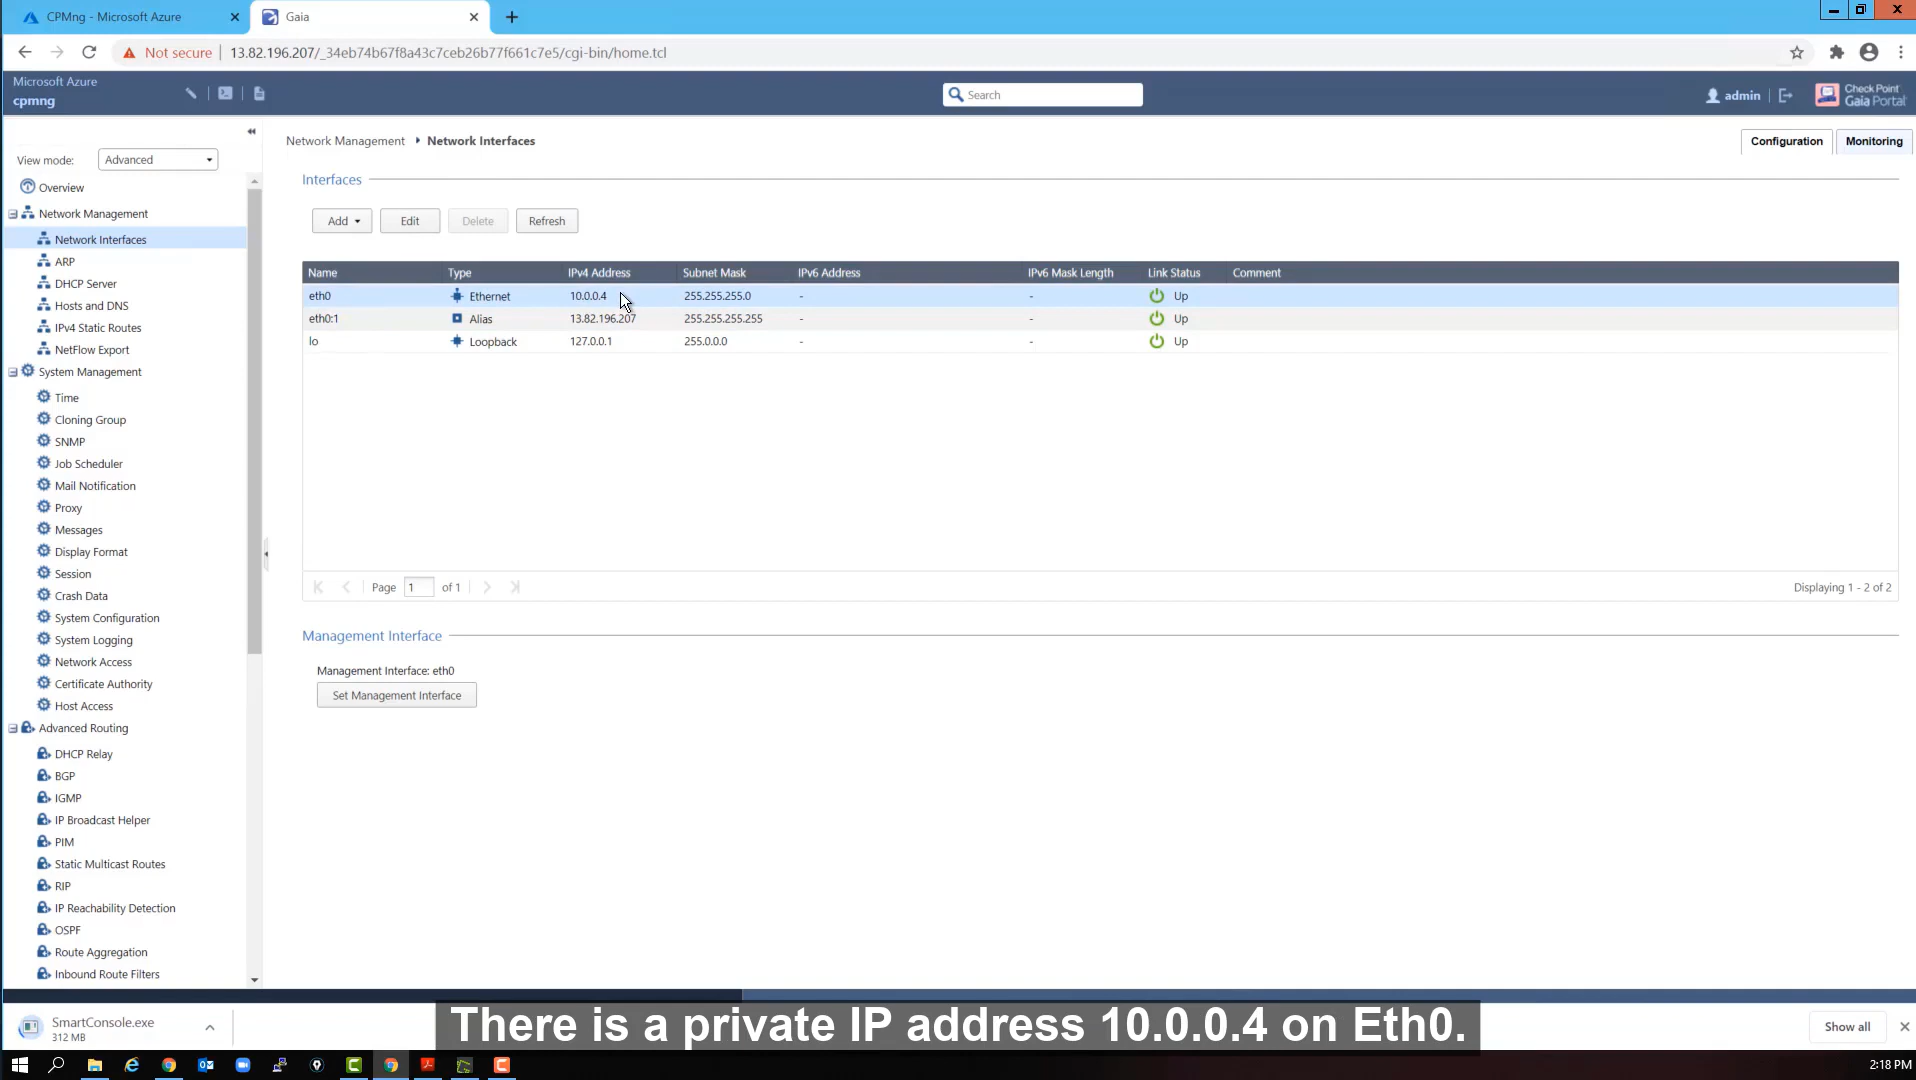 CPMng - Microsoft Azure
Gaia
Not secure
13.82.196.207/_34eb74b67f8a43c7ceb26b77f661c7e5/cgi-bin/home.tcl
Microsoft Azure
cpmng
Search
admin
Check Point
Gaia Portal
View mode: Advanced
Network Management Network Interfaces
Configuration Monitoring
Overview
Network Management
Network Interfaces
ARP
DHCP Server
Hosts and DNS
IPv4 Static Routes
NetFlow Export
System Management
Time
Cloning Group
SNMP
Job Scheduler
Mail Notification
Proxy
Messages
Display Format
Session
Crash Data
System Configuration
System Logging
Network Access
Certificate Authority
Host Access
Advanced Routing
DHCP Relay
BGP
IGMP
IP Broadcast Helper
PIM
Static Multicast Routes
RIP
IP Reachability Detection
OSPF
Route Aggregation
Inbound Route Filters
Interfaces
Add Edit Delete Refresh
Name Type IPv4 Address Subnet Mask IPv6 Address IPv6 Mask Length Link Status Comment
eth0 Ethernet 10.0.0.4 255.255.255.0 - - Up
eth0:1 Alias 13.82.196.207 255.255.255.255 - - Up
lo Loopback 127.0.0.1 255.0.0.0 - - Up
Page 1 of 1
Displaying 1 - 2 of 2
Management Interface
Management Interface: eth0
Set Management Interface
There is a private IP address 10.0.0.4 on Eth0.
SmartConsole.exe
312 MB
Show all
2:18 PM